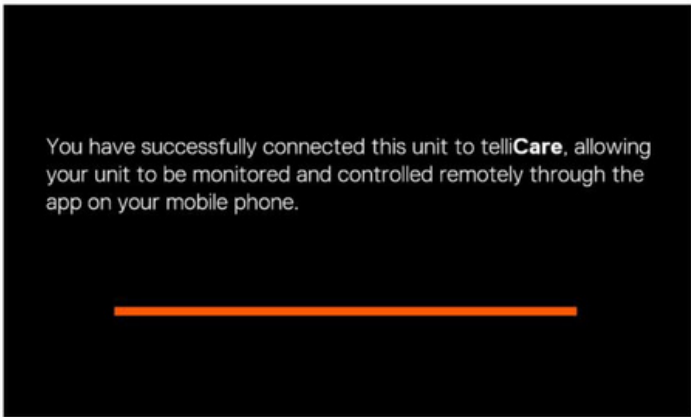 You have successfully connected this unit to telliCare, allowing
your unit to be monitored and controlled remotely through the
app on your mobile phone.